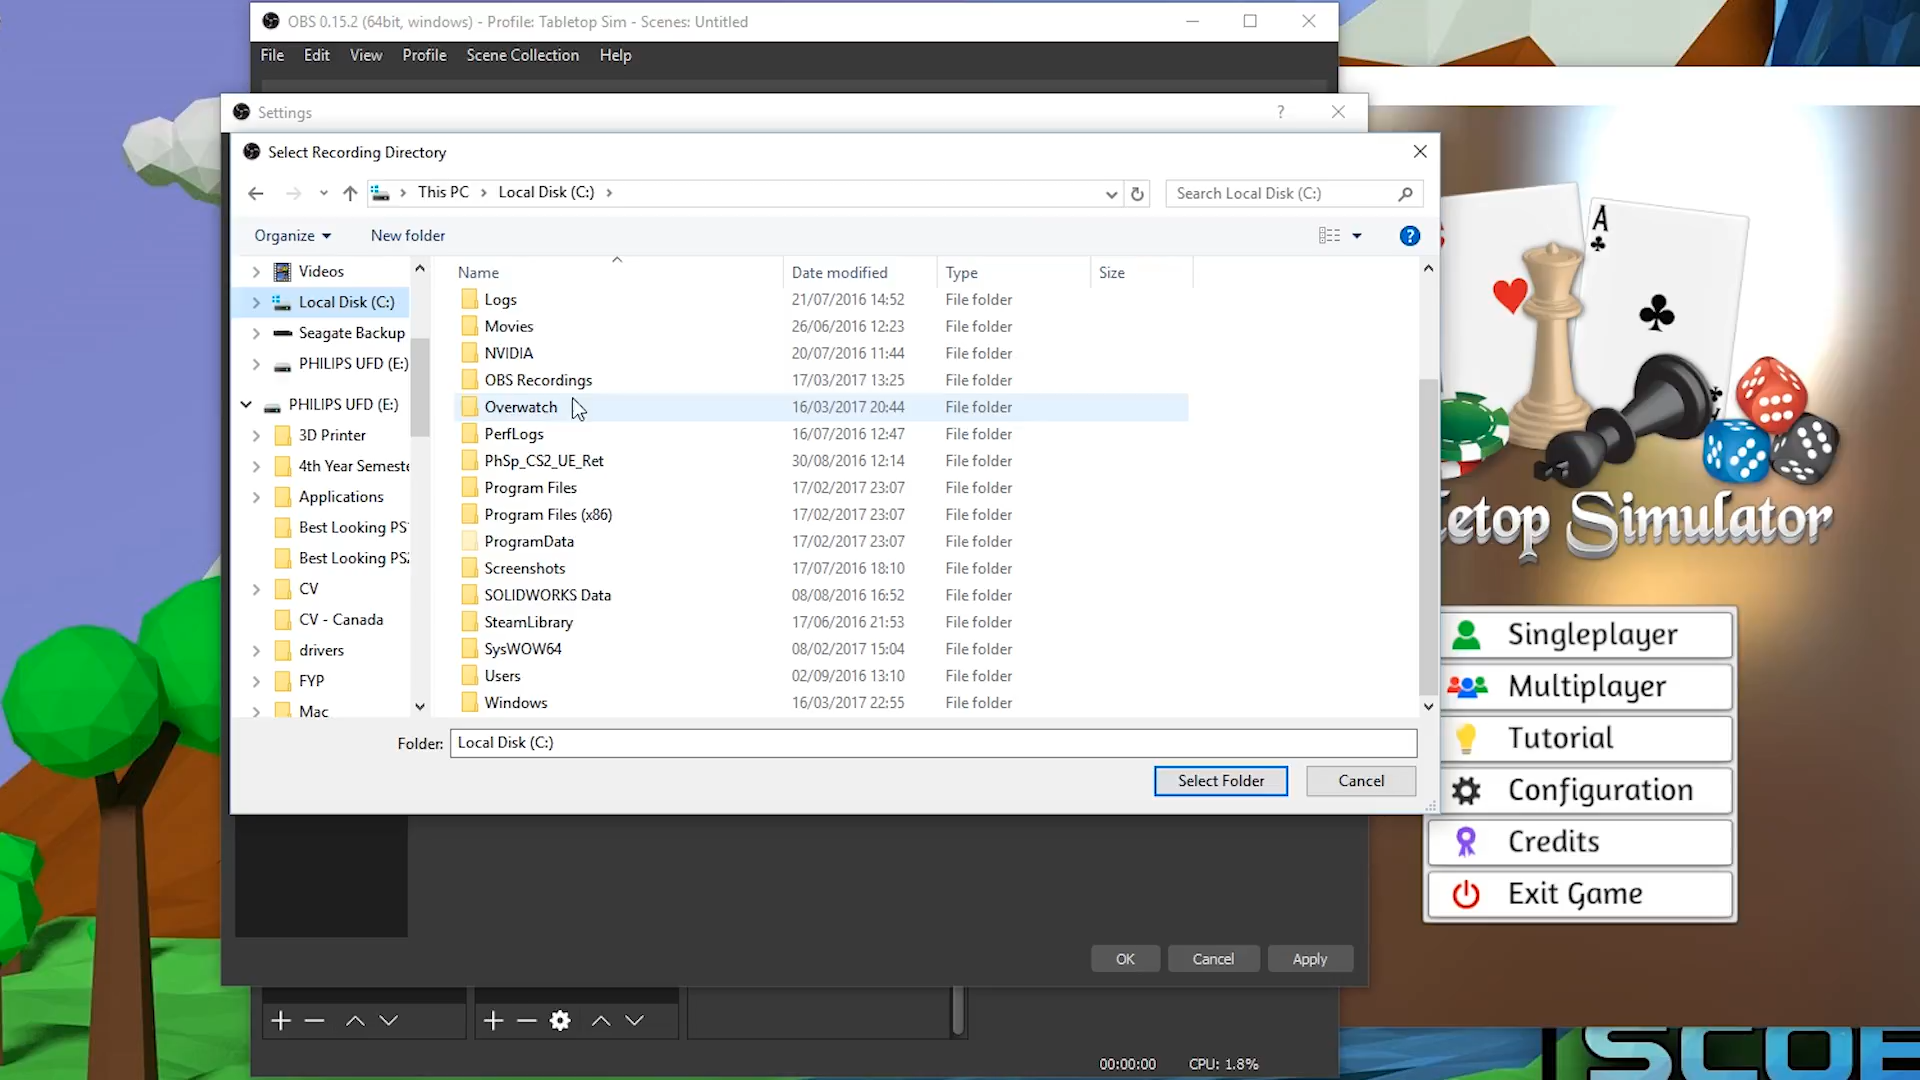 OBS 0.15.2 (64bit, windows) - Profile: Tabletop Sim - Scenes: Untitled
File Edit View Profile Scene Collection Help
Settings
?
Select Recording Directory
This PC Local Disk (C:)
Search Local Disk (C:)
Organize New folder
?
Name Date modified Type Size
Videos
Local Disk (C:)
Seagate Backup
PHILIPS UFD (E:)
PHILIPS UFD (E:)
3D Printer
4th Year Semeste
Applications
Best Looking PS
Best Looking PS
CV
CV - Canada
drivers
FYP
Mac
Logs 21/07/2016 14:52 File folder
Movies 26/06/2016 12:23 File folder
NVIDIA 20/07/2016 11:44 File folder
OBS Recordings 17/03/2017 13:25 File folder
Overwatch 16/03/2017 20:44 File folder
PerfLogs 16/07/2016 12:47 File folder
PhSp_CS2_UE_Ret 30/08/2016 12:14 File folder
Program Files 17/02/2017 23:07 File folder
Program Files (x86) 17/02/2017 23:07 File folder
ProgramData 17/02/2017 23:07 File folder
Screenshots 17/07/2016 18:10 File folder
SOLIDWORKS Data 08/08/2016 16:52 File folder
SteamLibrary 17/06/2016 21:53 File folder
SysWOW64 08/02/2017 15:04 File folder
Users 02/09/2016 13:10 File folder
Windows 16/03/2017 22:55 File folder
Folder: Local Disk (C:)
Select Folder Cancel
OK Cancel Apply
00:00:00 CPU: 1.8%
A
etop Simulator
Singleplayer
Multiplayer
Tutorial
Configuration
Credits
Exit Game